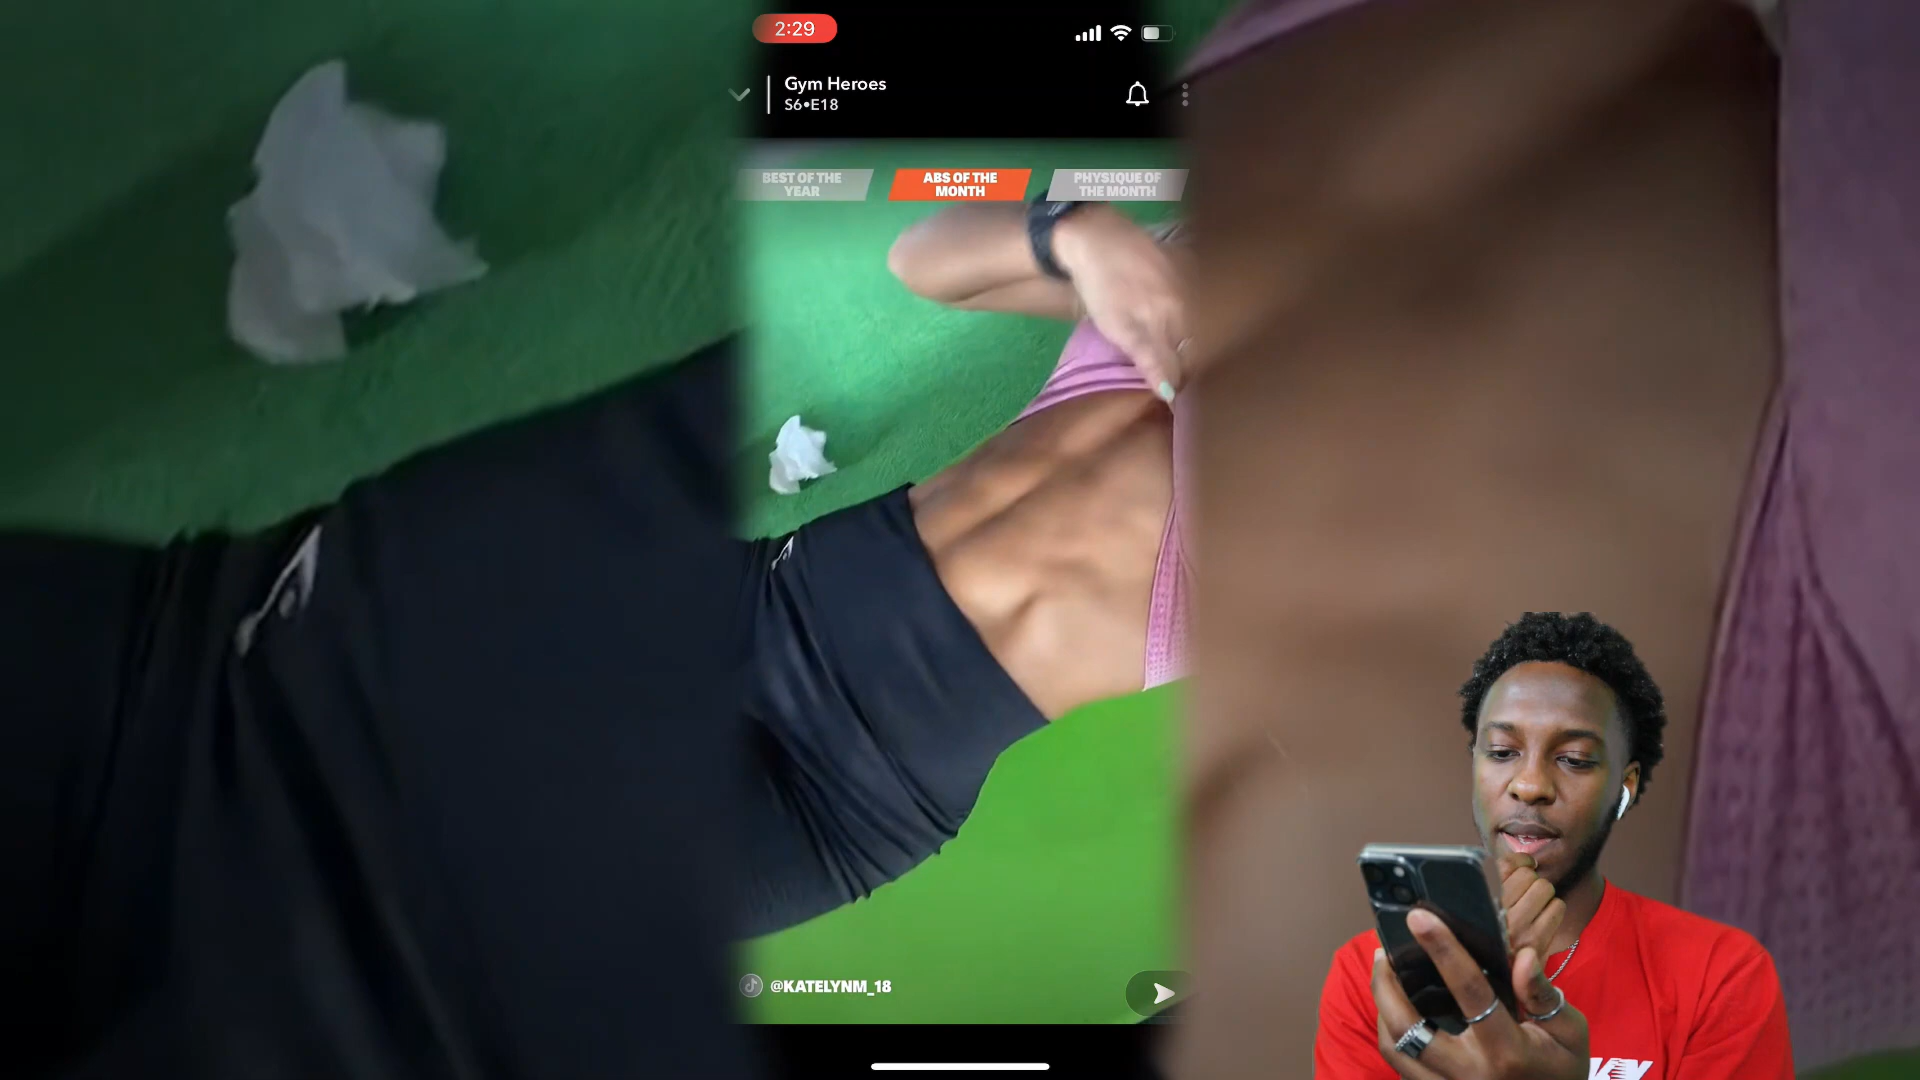 2:29
Gym Heroes
S6•E18
BEST OF THE
YEAR
ABS OF THE
MONTH
PHYSIQUE OF
THE MONTH
@KATELYNM_18